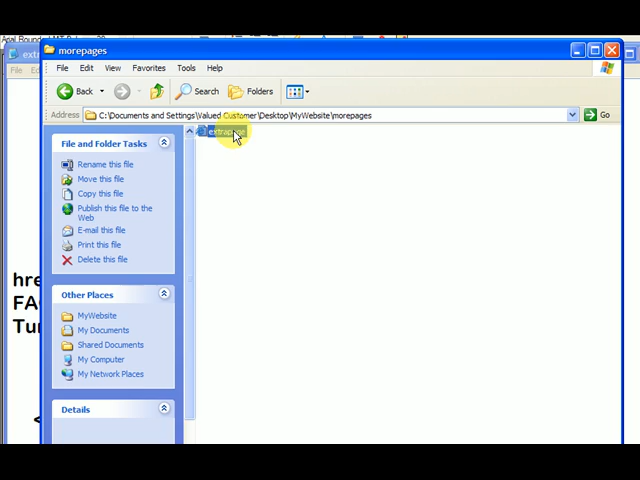 morepages
File Edit View Favorites Tools Help
Back Search Folders
Address C:\Documents and Settings\Valued Customer\Desktop\MyWebsite\morepages Go
extrapage
File and Folder Tasks
Rename this file
Move this file
Copy this file
Publish this file to the
Web
E-mail this file
Print this file
Delete this file
Other Places
MyWebsite
My Documents
Shared Documents
My Computer
My Network Places
Details
File
hre
FA
Tu
<